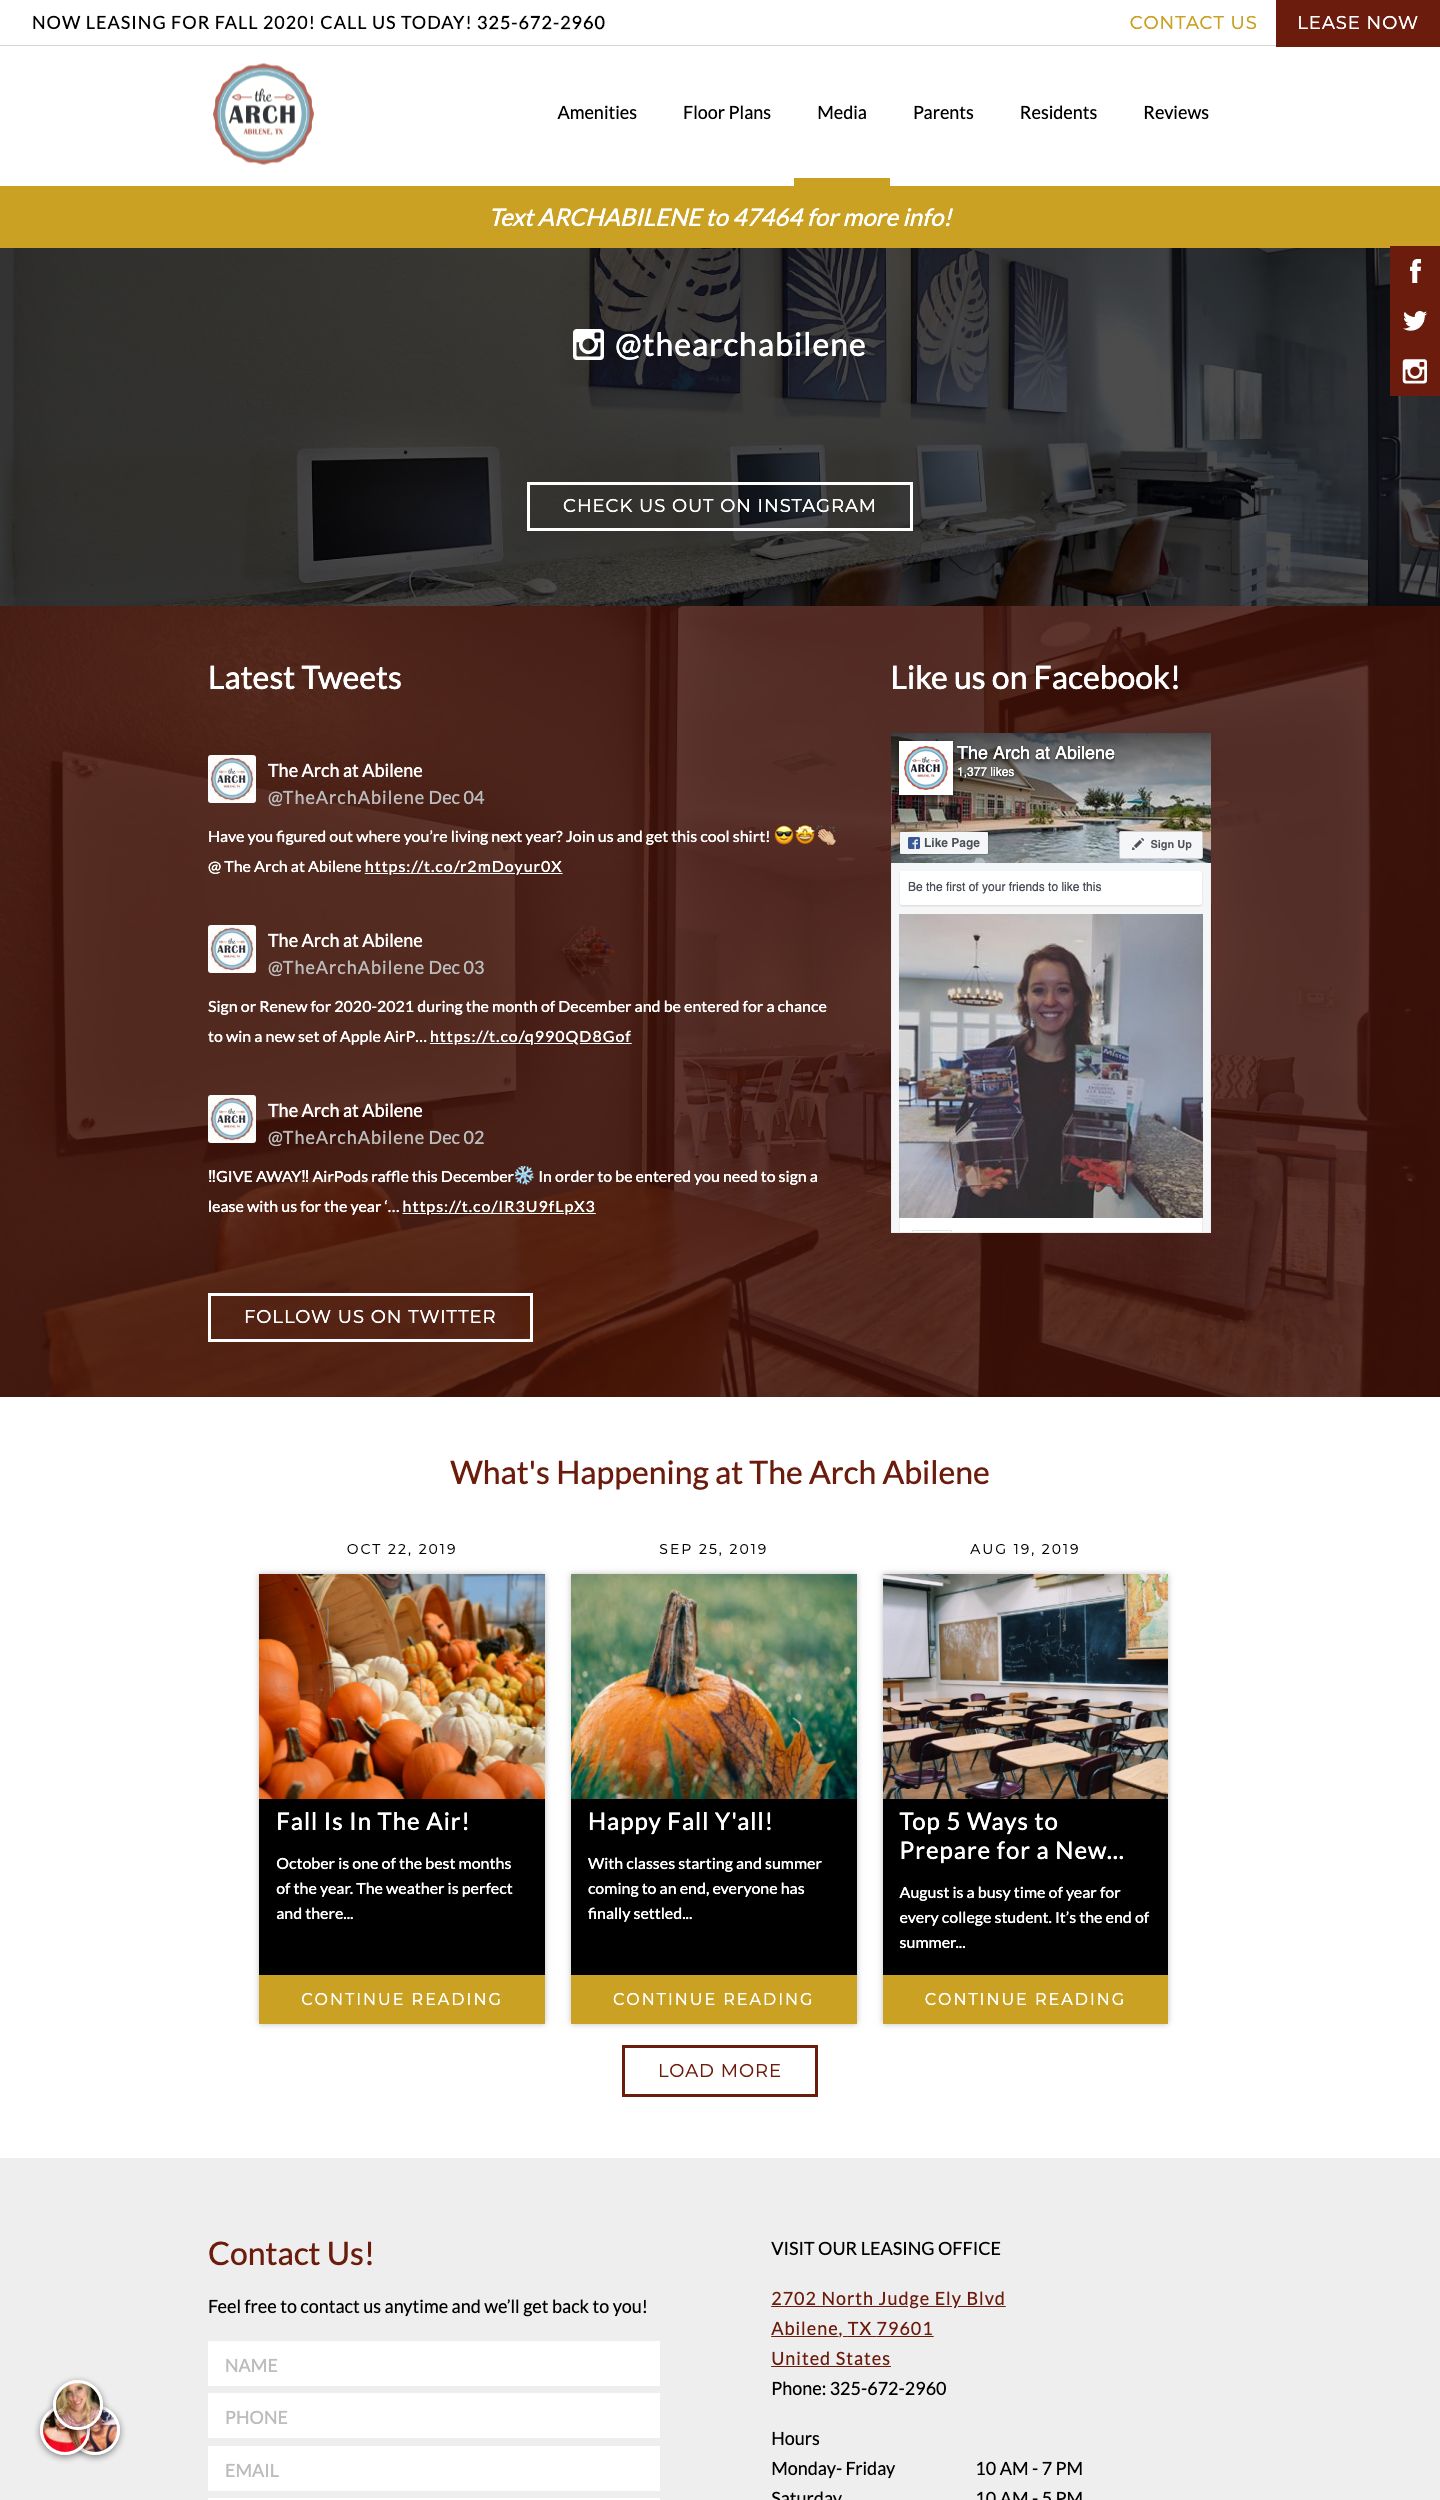 NOW LEASING FOR FALL 2020! CALL US TODAY! 325-672-2960
CONTACT US
LEASE NOW
the
ARCH
ABILENE, TX
Amenities
Floor Plans
Media
Parents
Residents
Reviews
Text ARCHABILENE to 47464 for more info!
@thearchabilene
CHECK US OUT ON INSTAGRAM
Latest Tweets
the
ARCH
The Arch at Abilene
@TheArchAbilene Dec 04
Have you figured out where you’re living next year? Join us and get this cool shirt! 😎🤩👏🏼
@ The Arch at Abilene https://t.co/r2mDoyur0X
the
ARCH
The Arch at Abilene
@TheArchAbilene Dec 03
Sign or Renew for 2020-2021 during the month of December and be entered for a chance
to win a new set of Apple AirP… https://t.co/q990QD8Gof
the
ARCH
The Arch at Abilene
@TheArchAbilene Dec 02
‼GIVE AWAY‼ AirPods raffle this December❄ In order to be entered you need to sign a
lease with us for the year ‘… https://t.co/IR3U9fLpX3
FOLLOW US ON TWITTER
Like us on Facebook!
the
ARCH
The Arch at Abilene
1,377 likes
Like Page
Sign Up
Be the first of your friends to like this
What's Happening at The Arch Abilene
OCT 22, 2019
Fall Is In The Air!
October is one of the best months
of the year. The weather is perfect
and there...
CONTINUE READING
SEP 25, 2019
Happy Fall Y'all!
With classes starting and summer
coming to an end, everyone has
finally settled...
CONTINUE READING
AUG 19, 2019
Top 5 Ways to
Prepare for a New...
August is a busy time of year for
every college student. It’s the end of
summer...
CONTINUE READING
LOAD MORE
Contact Us!
Feel free to contact us anytime and we’ll get back to you!
NAME
PHONE
EMAIL
VISIT OUR LEASING OFFICE
2702 North Judge Ely Blvd
Abilene, TX 79601
United States
Phone: 325-672-2960
Hours
Monday- Friday 10 AM - 7 PM
Saturday 10 AM - 5 PM